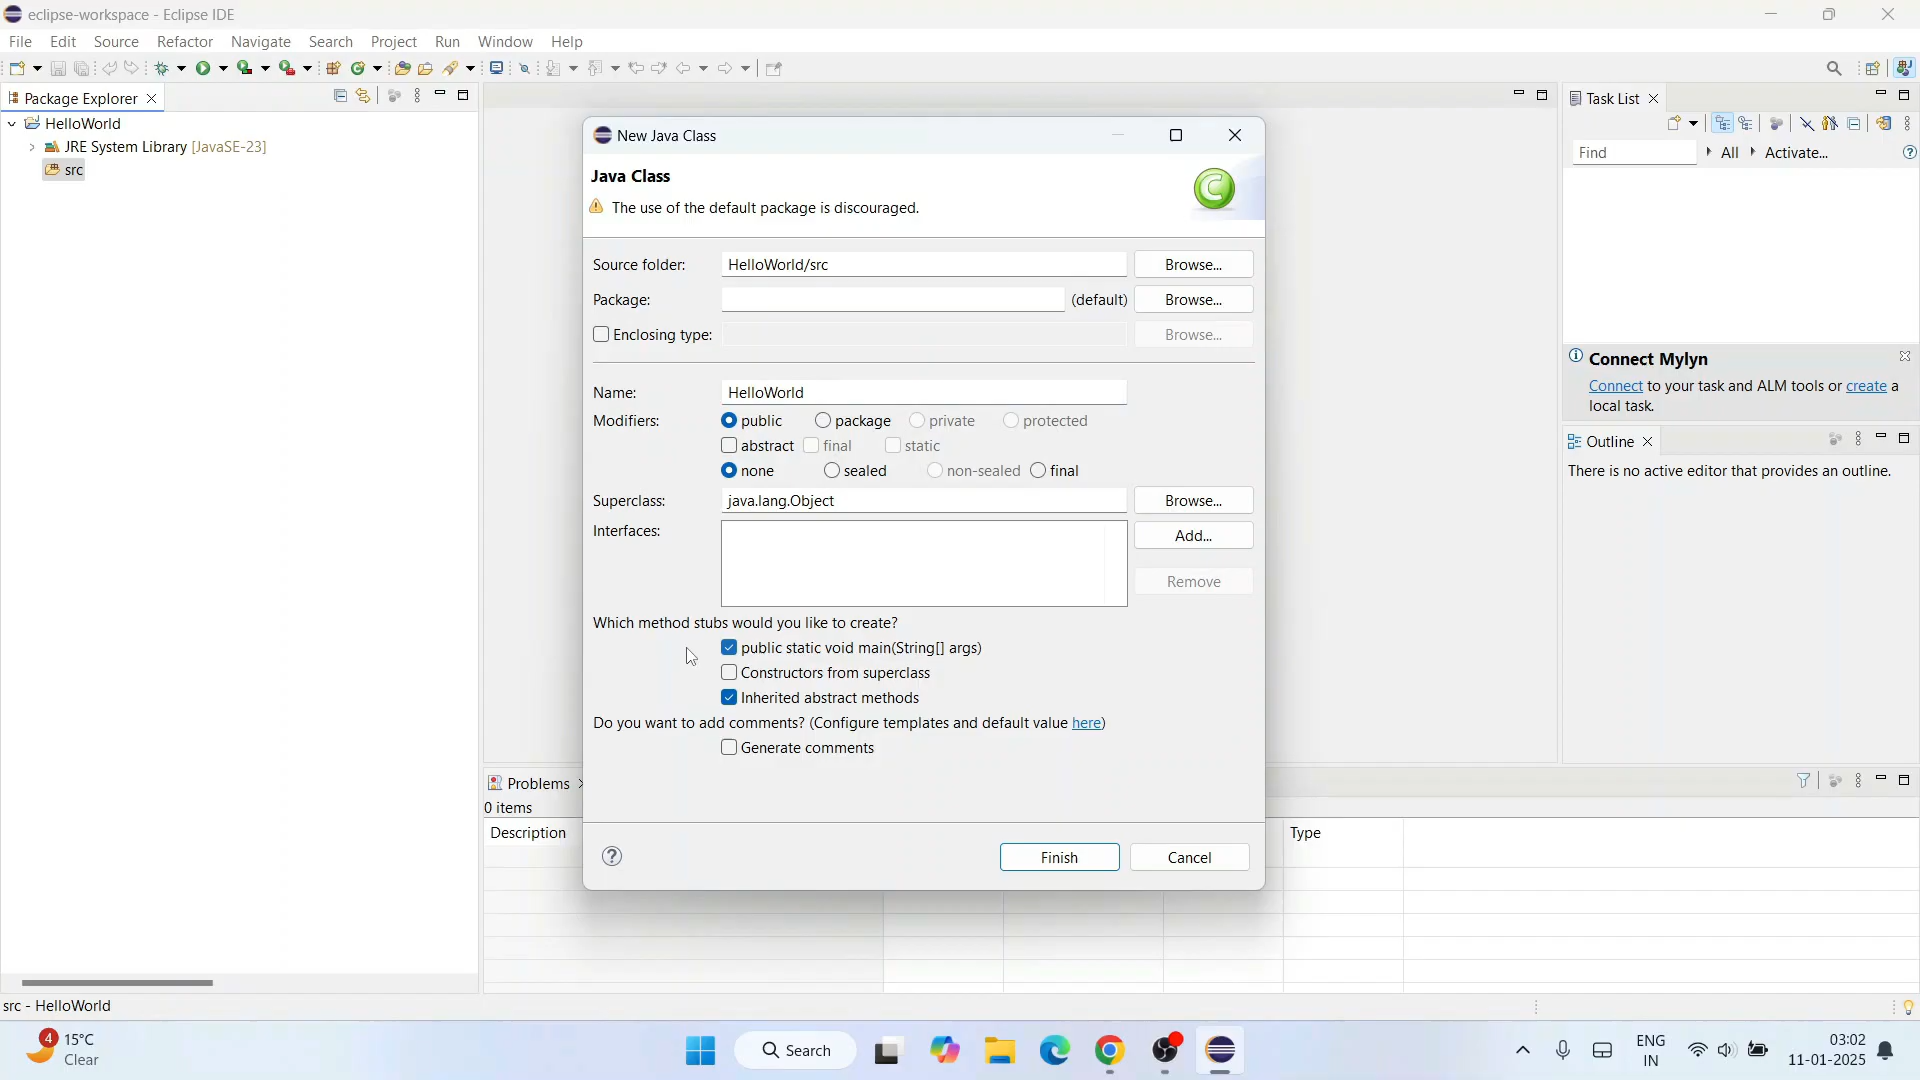 eclipse-workspace - Eclipse IDE
File Edit Source Refactor Navigate Search Project Run Window Help
Package Explorer
HelloWorld
JRE System Library [JavaSE-23]
src
New Java Class
Java Class
The use of the default package is discouraged.
Source folder: HelloWorld/src Browse...
Package: (default) Browse...
Enclosing type: Browse...
Name: HelloWorld
Modifiers: public package private protected
abstract final static
none sealed non-sealed final
Superclass: java.lang.Object Browse...
Interfaces: Add...
Remove
Which method stubs would you like to create?
public static void main(String[] args)
Constructors from superclass
Inherited abstract methods
Do you want to add comments? (Configure templates and default value here)
Generate comments
Finish Cancel
Task List
Find All Activate...
Connect Mylyn
Connect to your task and ALM tools or create a
local task.
Outline
There is no active editor that provides an outline.
Problems
0 items
Description Type
src - HelloWorld
4 15°C
Clear
Search
ENG
IN
03:02
11-01-2025